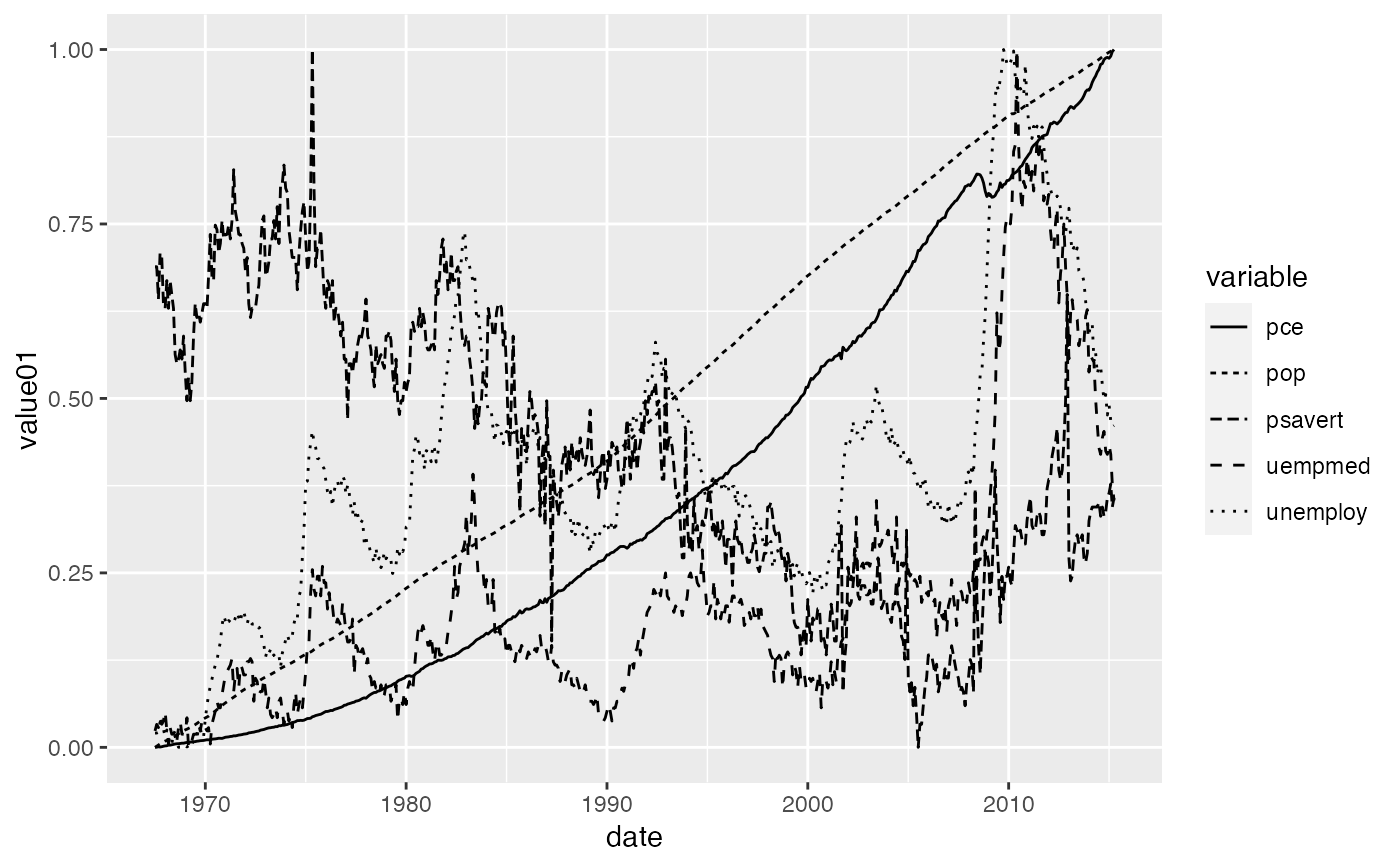 1.00
0.75
0.50
0.25
0.00
value01
1970 1980 1990 2000 2010
date
variable
pce
pop
psavert
uempmed
unemploy